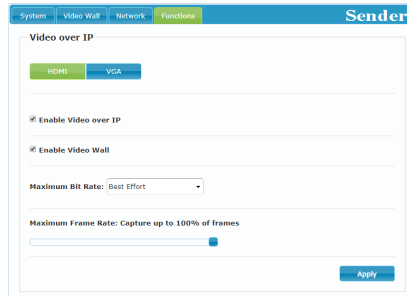 System Video Wall Network Functions Sender
Video over IP
HDMI VGA
Enable Video over IP
Enable Video Wall
Maximum Bit Rate: Best Effort
Maximum Frame Rate: Capture up to 100% of frames
Apply